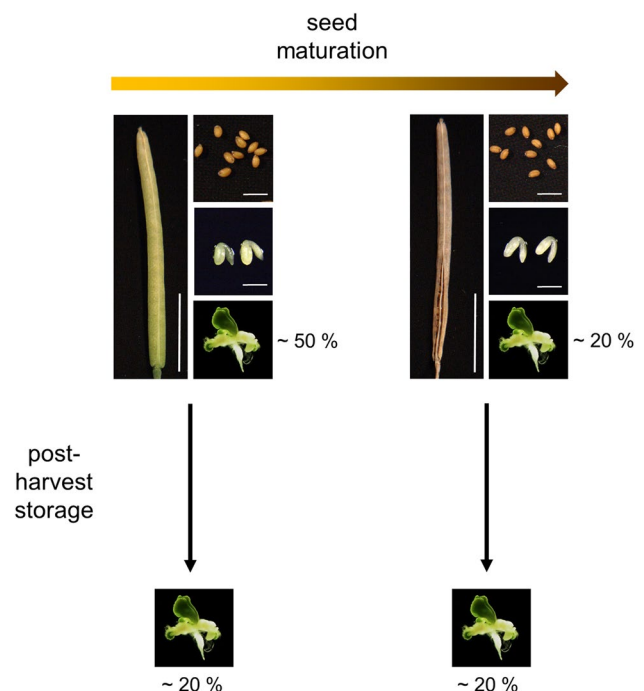 seed
maturation
~ 50 %
~ 20 %
post-
harvest
storage
~ 20 %
~ 20 %